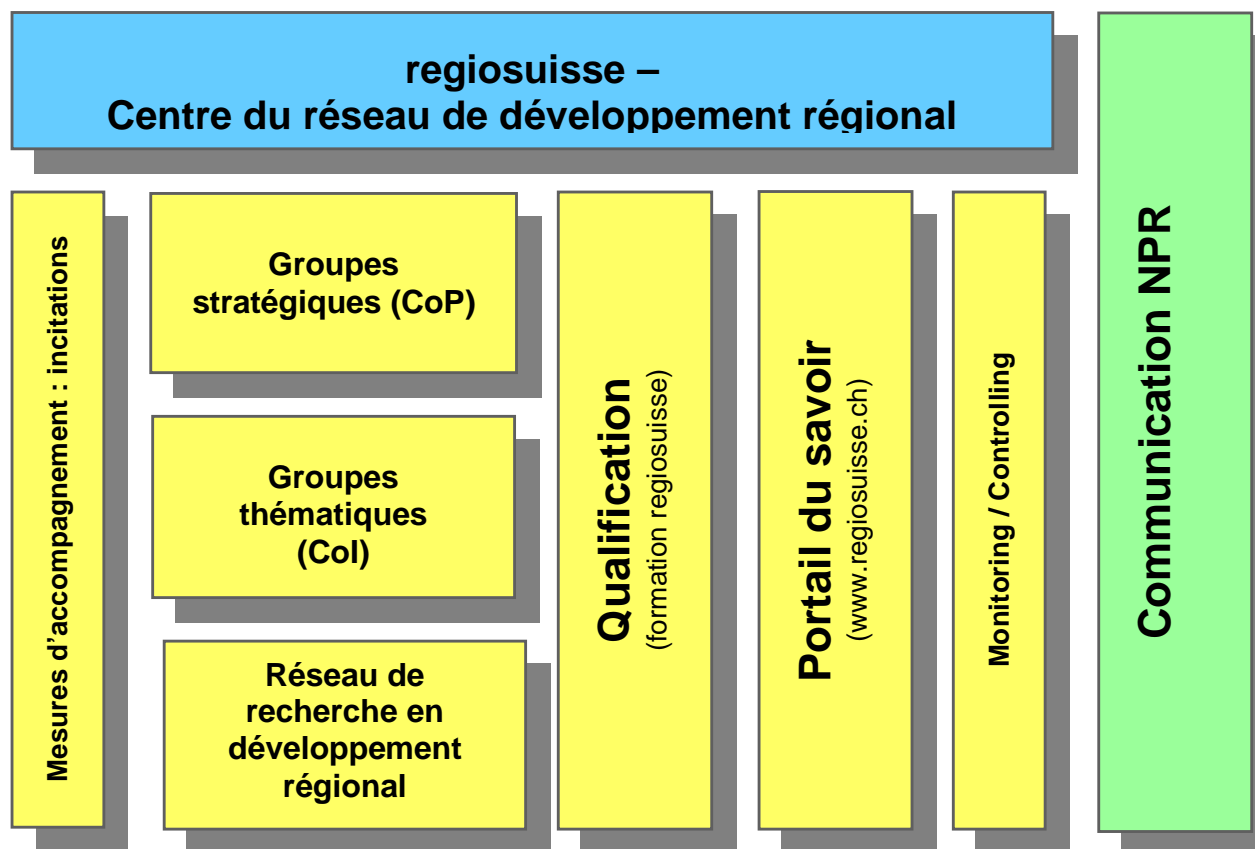 regiosuisse –
Centre du réseau de développement régional
Mesures d’accompagnement : incitations
Groupes
stratégiques (CoP)
Groupes
thématiques
(CoI)
Réseau de
recherche en
développement
régional
Qualification
(formation regiosuisse)
Portail du savoir
(www.regiosuisse.ch)
Monitoring / Controlling
Communication NPR